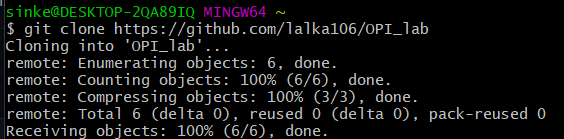 sinke@DESKTOP-2QA89IQ MINGW64 ~
$ git clone https://github.com/lalka106/OPI_lab
Cloning into 'OPI_lab'...
remote: Enumerating objects: 6, done.
remote: Counting objects: 100% (6/6), done.
remote: Compressing objects: 100% (3/3), done.
remote: Total 6 (delta 0), reused 0 (delta 0), pack-reused 0
Receiving objects: 100% (6/6), done.